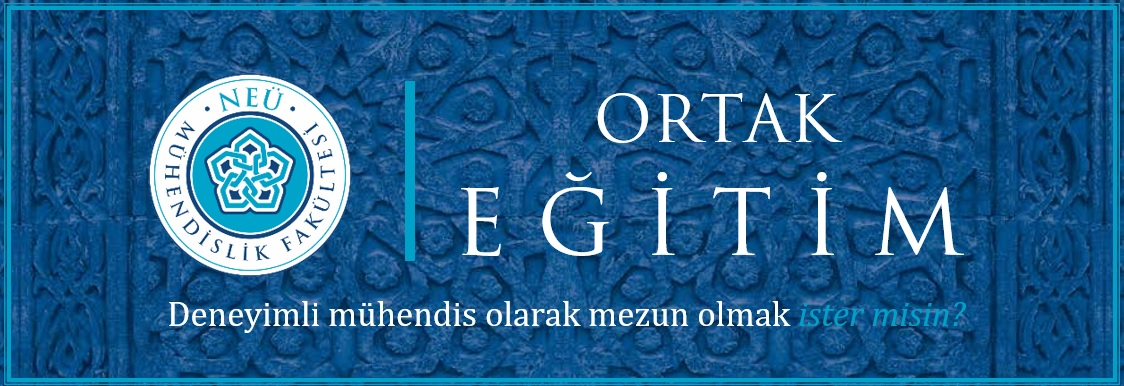 · NEÜ ·
MÜHENDİSLİK FAKÜLTESİ
ORTAK
EĞİTİM
Deneyimli mühendis olarak mezun olmak ister misin?